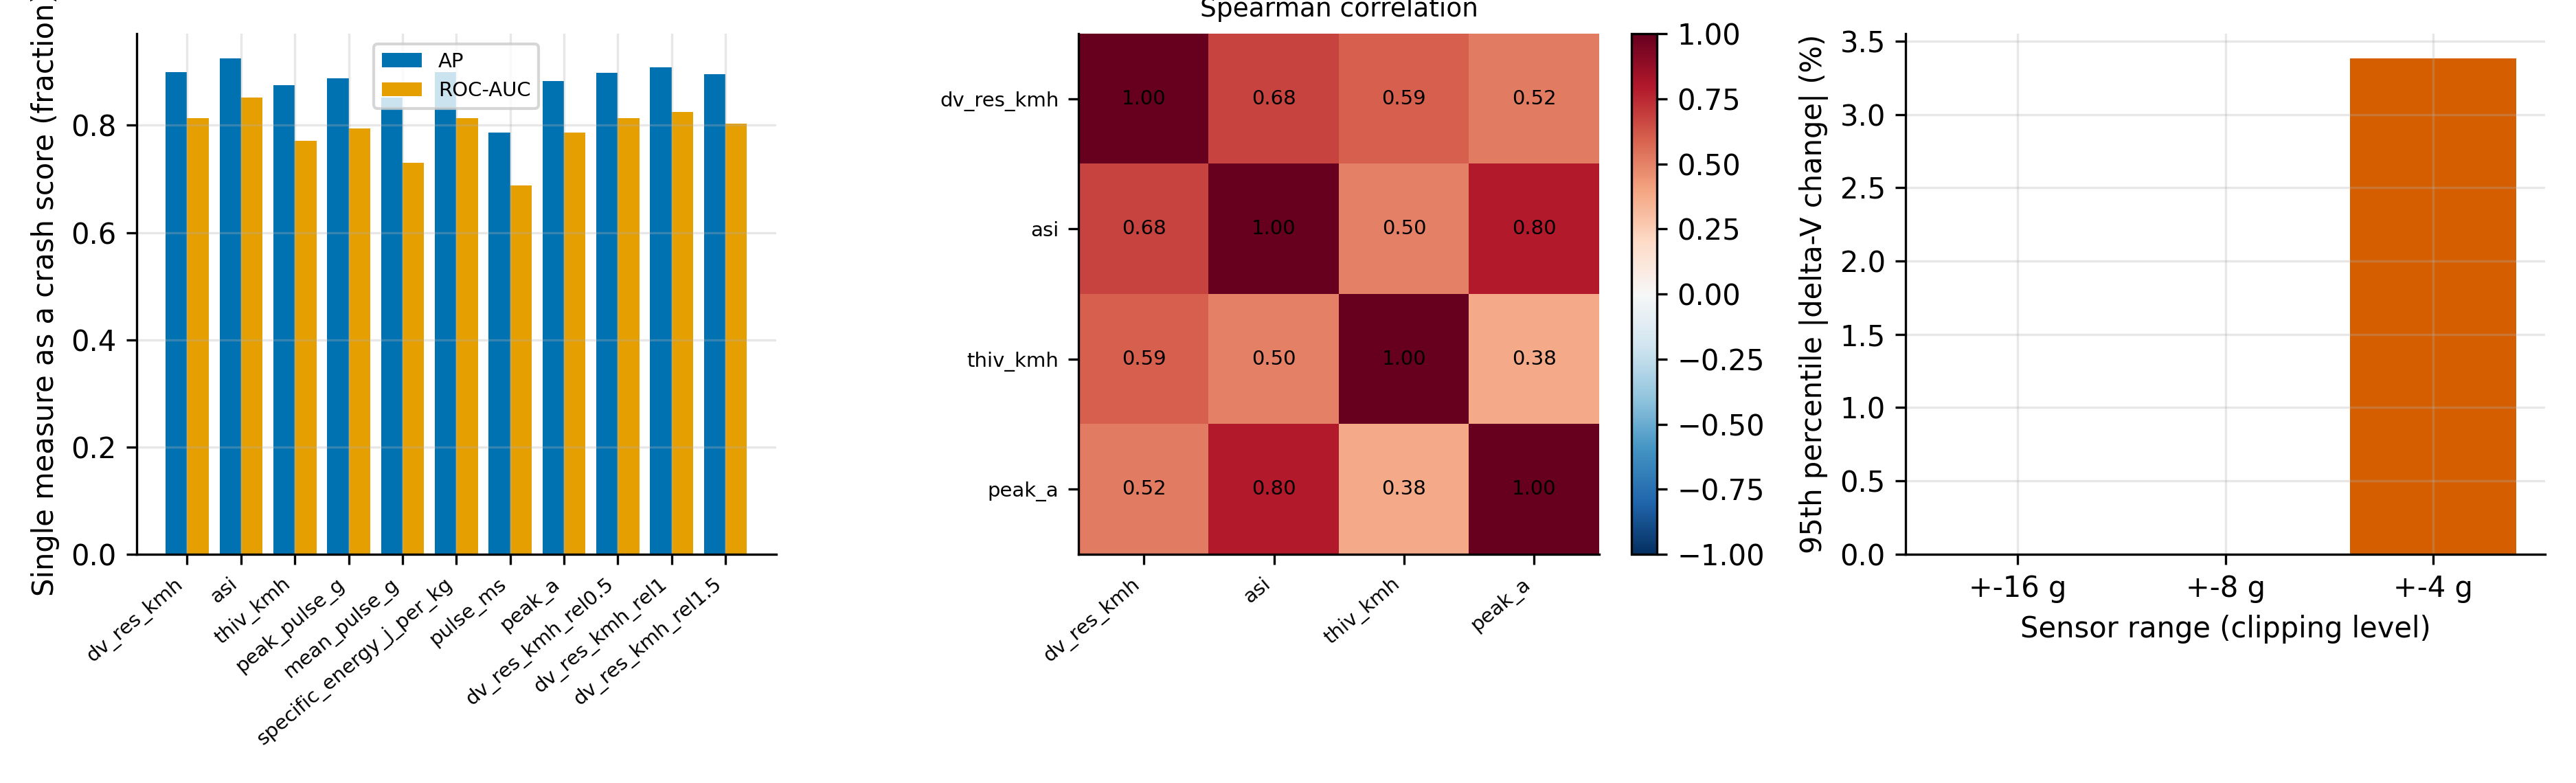 Single measure as a crash score (fraction)
0.8
0.6
0.4
0.2
0.0
AP
ROC-AUC
dv_res_kmh
asi
thiv_kmh
peak_pulse_g
mean_pulse_g
specific_energy_j_per_kg
pulse_ms
peak_a
dv_res_kmh_rel0.5
dv_res_kmh_rel1
dv_res_kmh_rel1.5
Spearman correlation
dv_res_kmh 1.00 0.68 0.59 0.52
asi 0.68 1.00 0.50 0.80
thiv_kmh 0.59 0.50 1.00 0.38
peak_a 0.52 0.80 0.38 1.00
dv_res_kmh
asi
thiv_kmh
peak_a
1.00
0.75
0.50
0.25
0.00
−0.25
−0.50
−0.75
−1.00
95th percentile |delta-V change| (%)
3.5
3.0
2.5
2.0
1.5
1.0
0.5
0.0
+-16 g +-8 g +-4 g
Sensor range (clipping level)